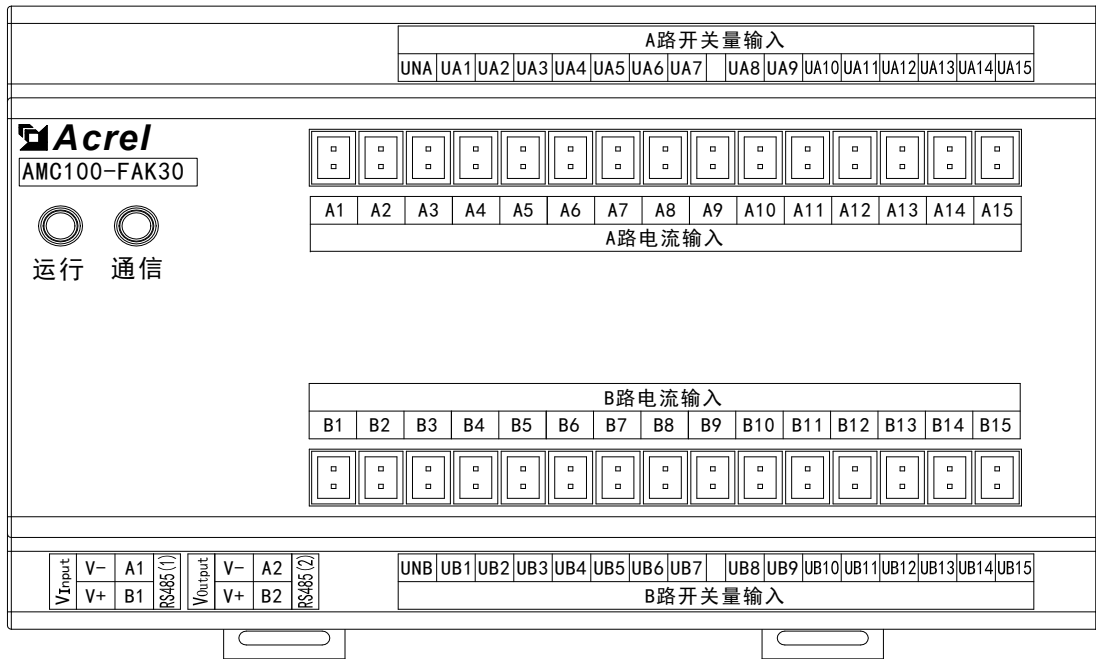 A路开关量输入
UNA UA1 UA2 UA3 UA4 UA5 UA6 UA7 UA8 UA9 UA10 UA11 UA12 UA13 UA14 UA15
Acrel
AMC100-FAK30
运行 通信
A1 A2 A3 A4 A5 A6 A7 A8 A9 A10 A11 A12 A13 A14 A15
A路电流输入
B路电流输入
B1 B2 B3 B4 B5 B6 B7 B8 B9 B10 B11 B12 B13 B14 B15
VInput V- A1 RS485(1) VOutput V- A2 RS485(2)
V+ B1 V+ B2
UNB UB1 UB2 UB3 UB4 UB5 UB6 UB7 UB8 UB9 UB10 UB11 UB12 UB13 UB14 UB15
B路开关量输入